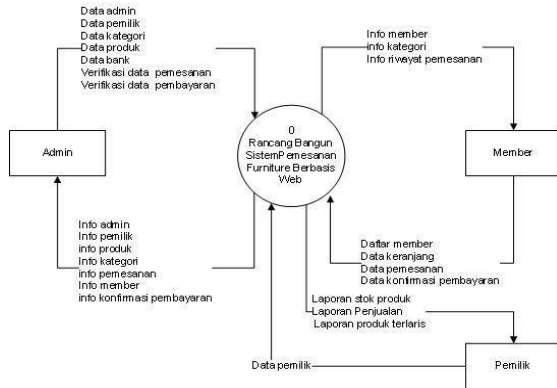 Data admin
Data pemilik
Data kategori
Data produk
Data bank
Verifikasi data pemesanan
Verifikasi data pembayaran
Info member
info kategori
Info riwayat pemesanan
Admin
0
Rancang Bangun
SistemPemesanan
Furniture Berbasis
Web
Member
Info admin
Info pemilik
info produk
Info kategori
info pemesanan
Info member
info konfirmasi pembayaran
Daftar member
Data keranjang
Data pemesanan
Data kontirmasi pembayaran
Laporan stok produk
Laporan Penjualan
Laporan produk terlaris
Data pemilik
Pemilik